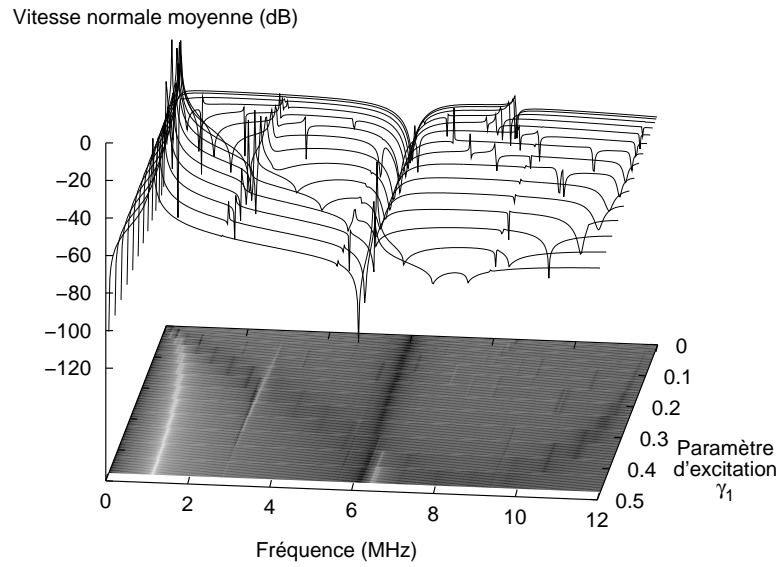 Vitesse normale moyenne (dB)
0
−20
−40
−60
−80
−100
−120
0
0.1
0.2
0.3
0.4
0.5
Paramètre
d'excitation
γ1
0 2 4 6 8 10 12
Fréquence (MHz)